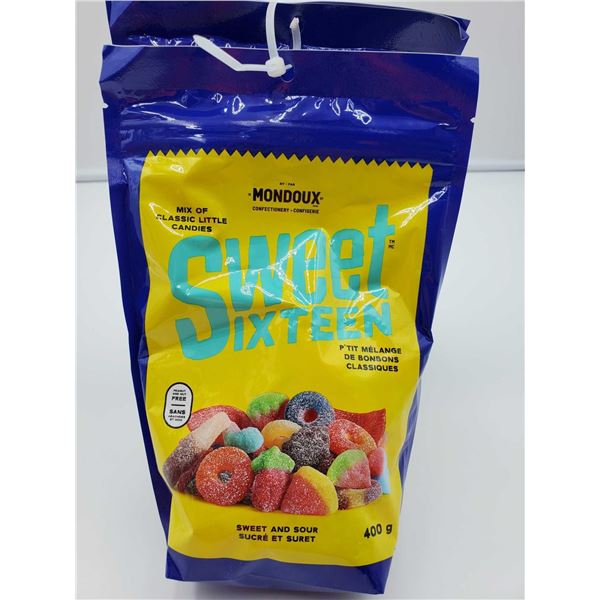 BY • PAR
MONDOUX
CONFECTIONERY • CONFISERIE
MIX OF
CLASSIC LITTLE
CANDIES
Sweet
SIXTEEN
TM
MC
P'TIT MÉLANGE
DE BONBONS
CLASSIQUES
PEANUT
AND NUT
FREE
SANS
ARACHIDES
ET NOIX
SWEET AND SOUR
SUCRÉ ET SURET
400 g